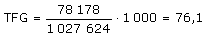 TFG = 78 178 / 1 027 624 · 1 000 = 76,1